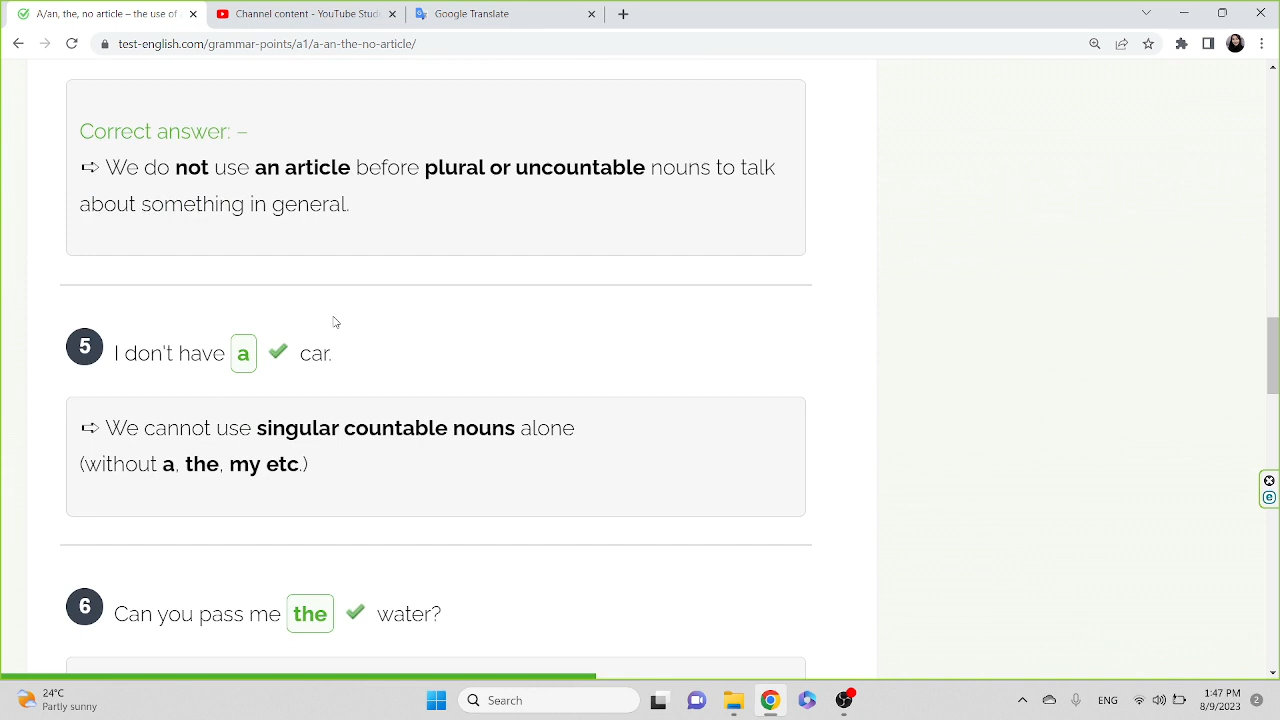 A/an, the, no article – the use of
Channel content - YouTube Stud
Google Translate
test-english.com/grammar-points/a1/a-an-the-no-article/
Correct answer: –
⇨ We do not use an article before plural or uncountable nouns to talk
about something in general.
5 I don't have a car.
⇨ We cannot use singular countable nouns alone
(without a, the, my etc.)
6 Can you pass me the water?
24°C
Partly sunny
Search
ENG
1:47 PM
8/9/2023
2